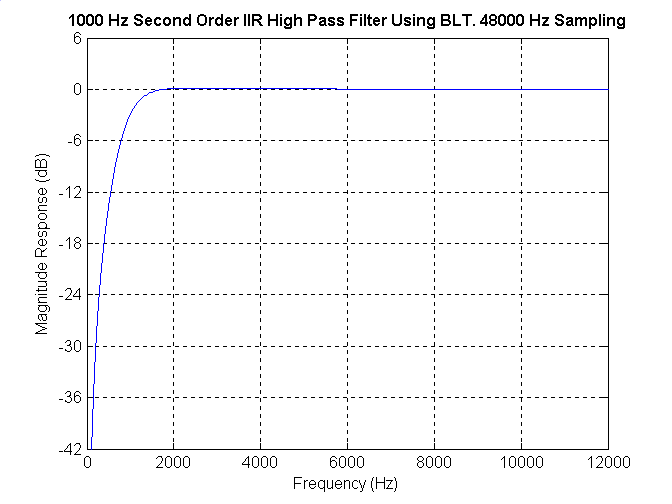 1000 Hz Second Order IIR High Pass Filter Using BLT. 48000 Hz Sampling
6
0
-6
-12
-18
-24
-30
-36
-42
Magnitude Response (dB)
0 2000 4000 6000 8000 10000 12000
Frequency (Hz)